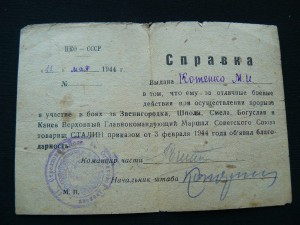 НКО - СССР
11 мая 1944 г.
№
Справка
Выдана Котенко М.И
в том, что ему за отличные боевые
действия при осуществлении прорыва
и участие в боях за Звенигородка, Шпола, Смела, Богуслав и
Канев Верховный Главнокомандующий Маршал Советского Союза
товарищ СТАЛИН приказом от 3 февраля 1944 года объявил благо-
дарность.
Командир части
Начальник штаба
М. П.